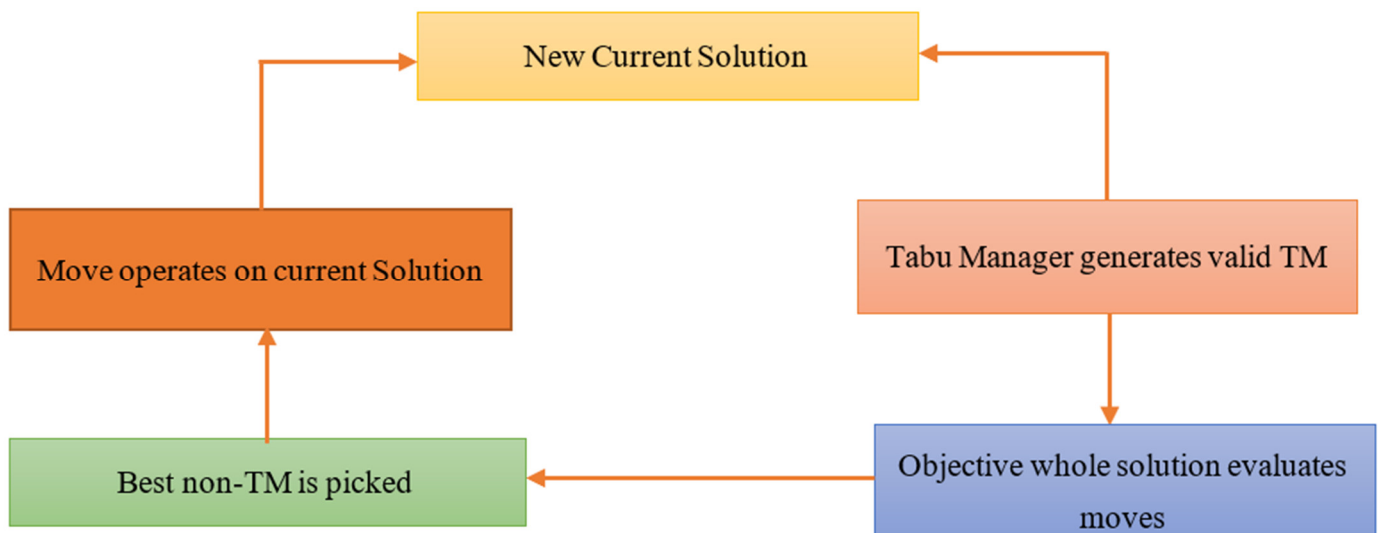 New Current Solution
Move operates on current Solution
Tabu Manager generates valid TM
Best non-TM is picked
Objective whole solution evaluates
moves